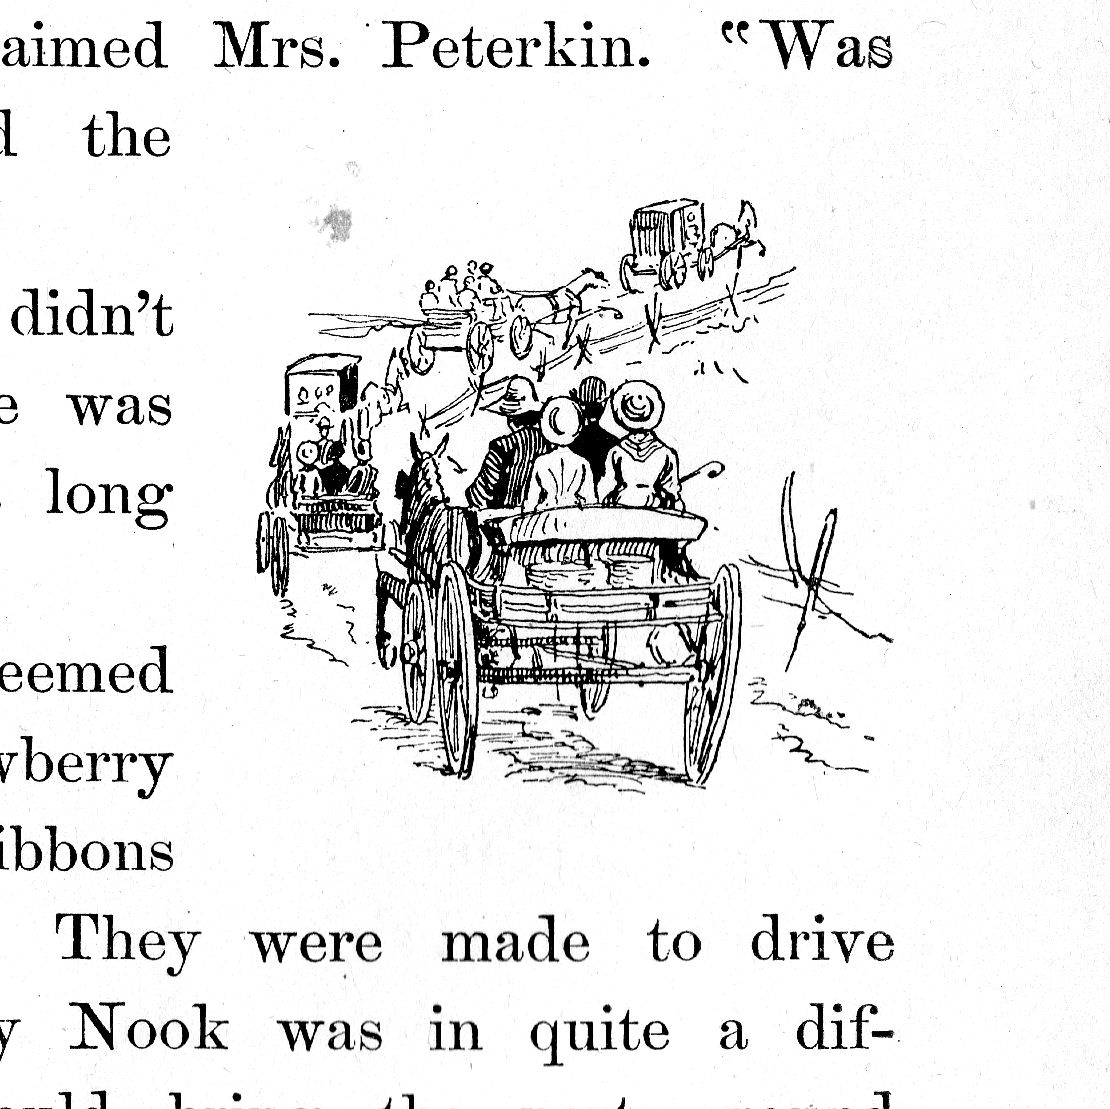 aimed Mrs. Peterkin. "Was
d the
didn't
e was
long
eemed
wberry
ibbons
They were made to drive
y Nook was in quite a dif-